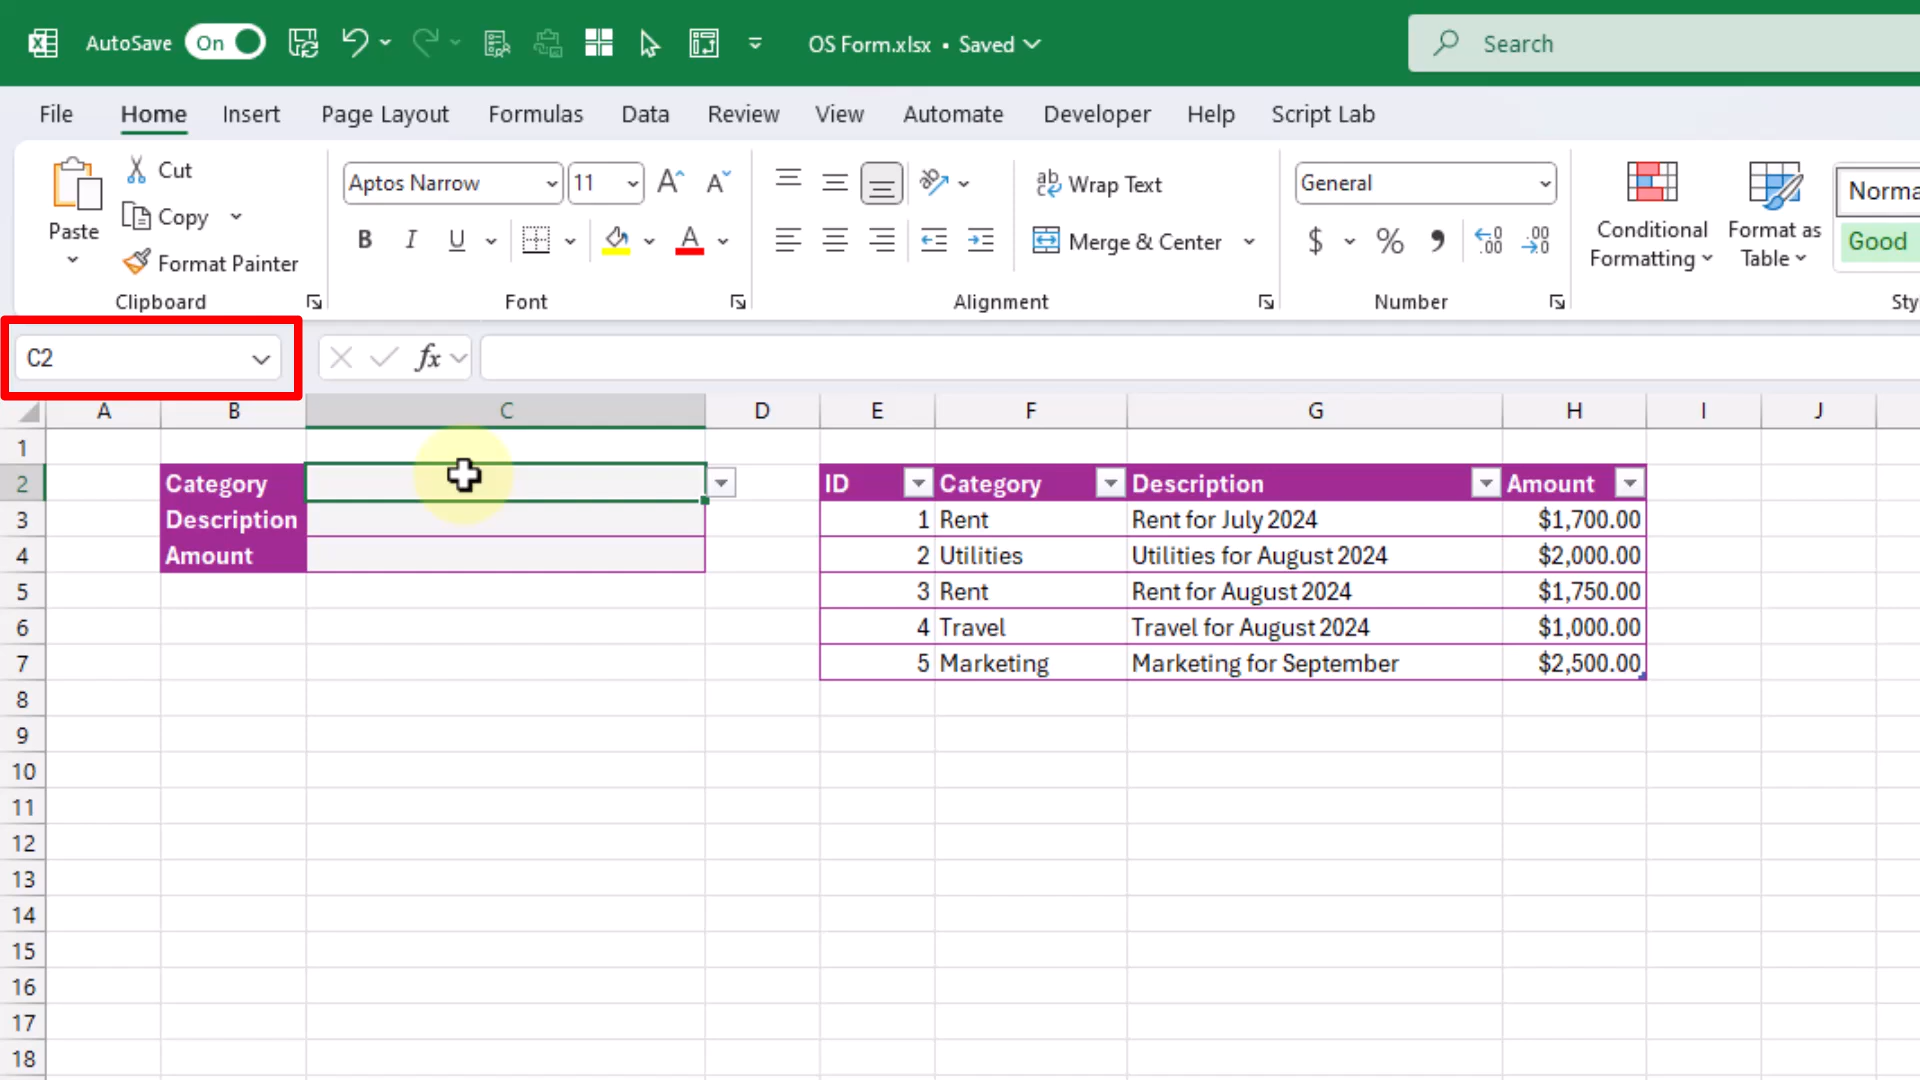 AutoSave On OS Form.xlsx • Saved Search
File Home Insert Page Layout Formulas Data Review View Automate Developer Help Script Lab
Paste
Cut
Copy
Format Painter
Clipboard
Aptos Narrow 11
B I U A
Font
Wrap Text
Merge & Center
Alignment
General
$ % 9 .00
Number
Conditional Formatting
Format as Table
Norma
Good
Sty
C2 fx
A B C D E F G H I J
1
2 Category ID Category Description Amount
3 Description 1 Rent Rent for July 2024 $1,700.00
4 Amount 2 Utilities Utilities for August 2024 $2,000.00
5 3 Rent Rent for August 2024 $1,750.00
6 4 Travel Travel for August 2024 $1,000.00
7 5 Marketing Marketing for September $2,500.00
8
9
10
11
12
13
14
15
16
17
18